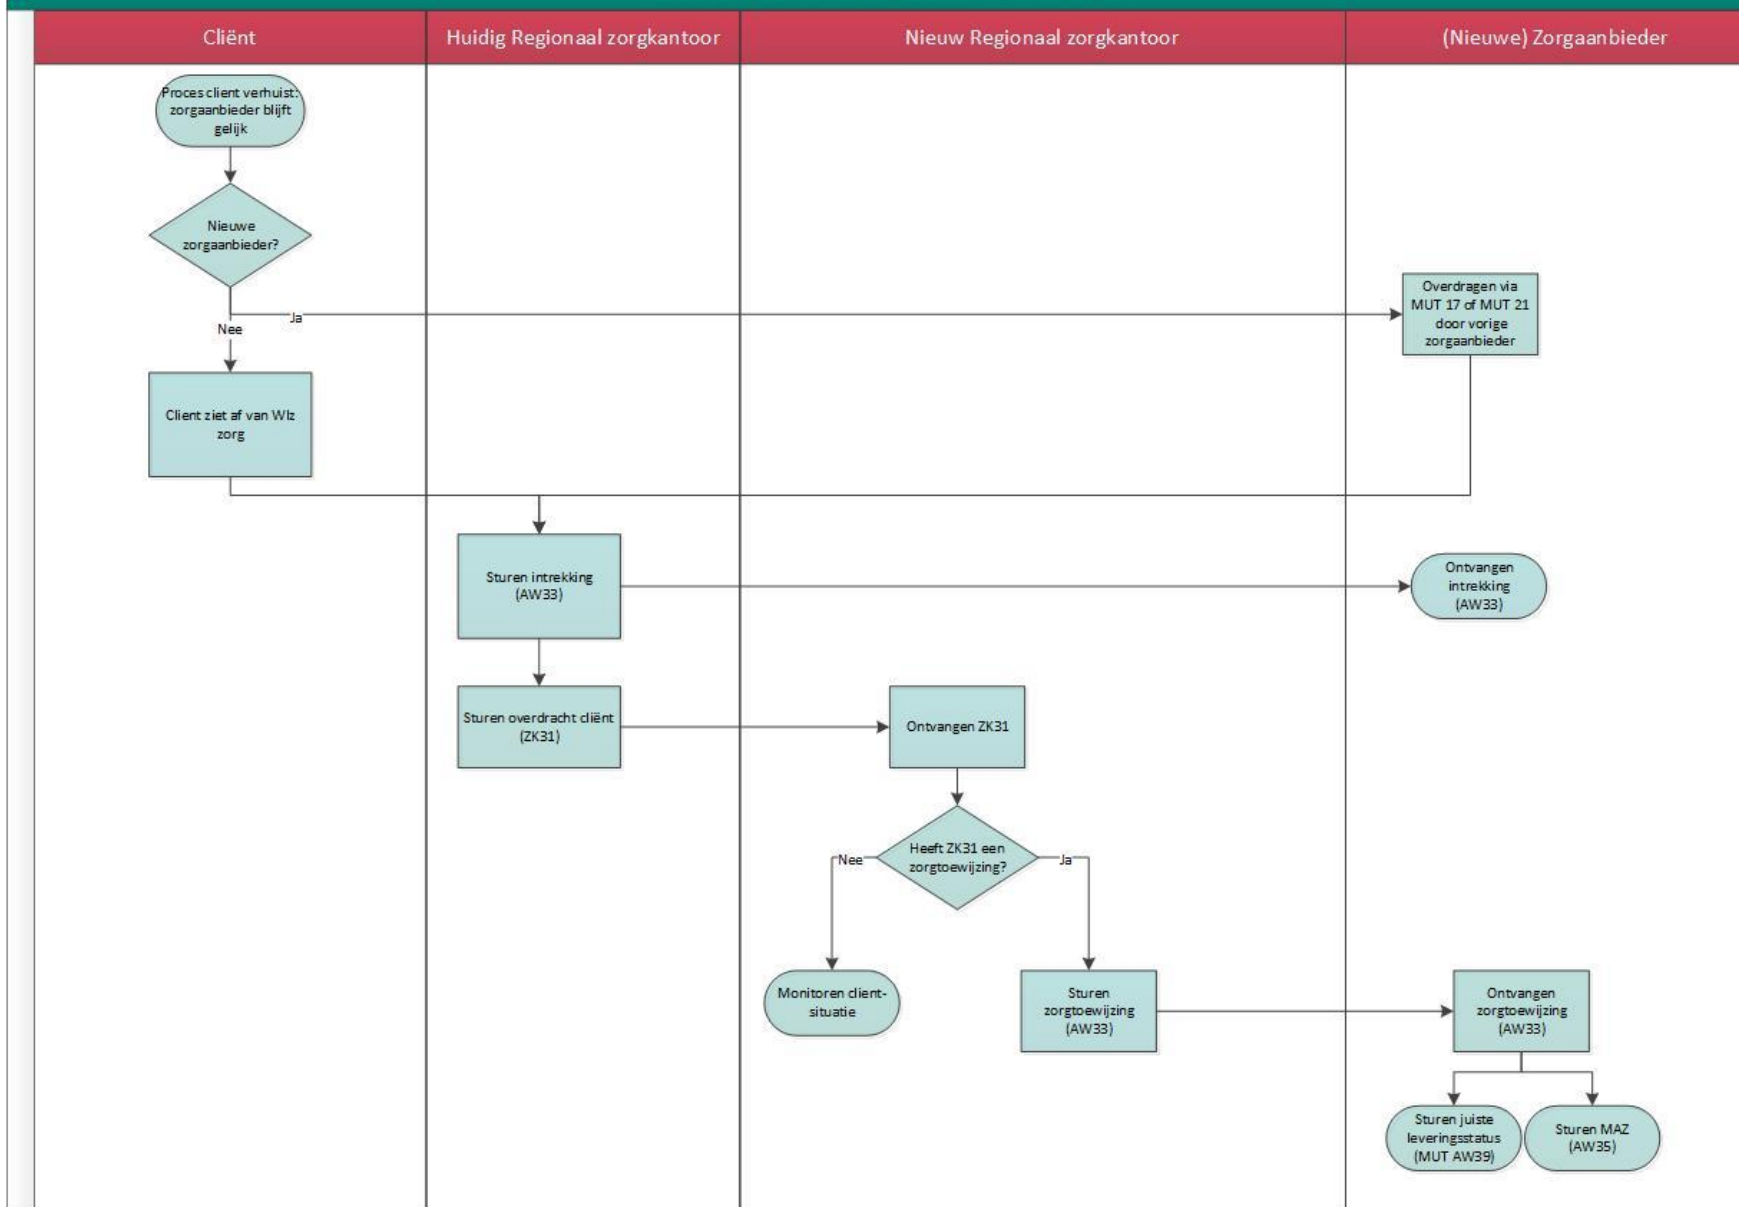 Cliënt
Huidig Regionaal zorgkantoor
Nieuw Regionaal zorgkantoor
(Nieuwe) Zorgaanbieder
Proces client verhuist:
zorgaanbieder blijft
gelijk
Nieuwe
zorgaanbieder?
Ja
Nee
Overdragen via
MUT 17 of MUT 21
door vorige
zorgaanbieder
Client ziet af van Wlz
zorg
Sturen intrekking
(AW33)
Ontvangen
intrekking
(AW33)
Sturen overdracht cliënt
(ZK31)
Ontvangen ZK31
Heeft ZK31 een
zorgtoewijzing?
Nee
Ja
Monitoren client-
situatie
Sturen
zorgtoewijzing
(AW33)
Ontvangen
zorgtoewijzing
(AW33)
Sturen juiste
leveringsstatus
(MUT AW39)
Sturen MAZ
(AW35)